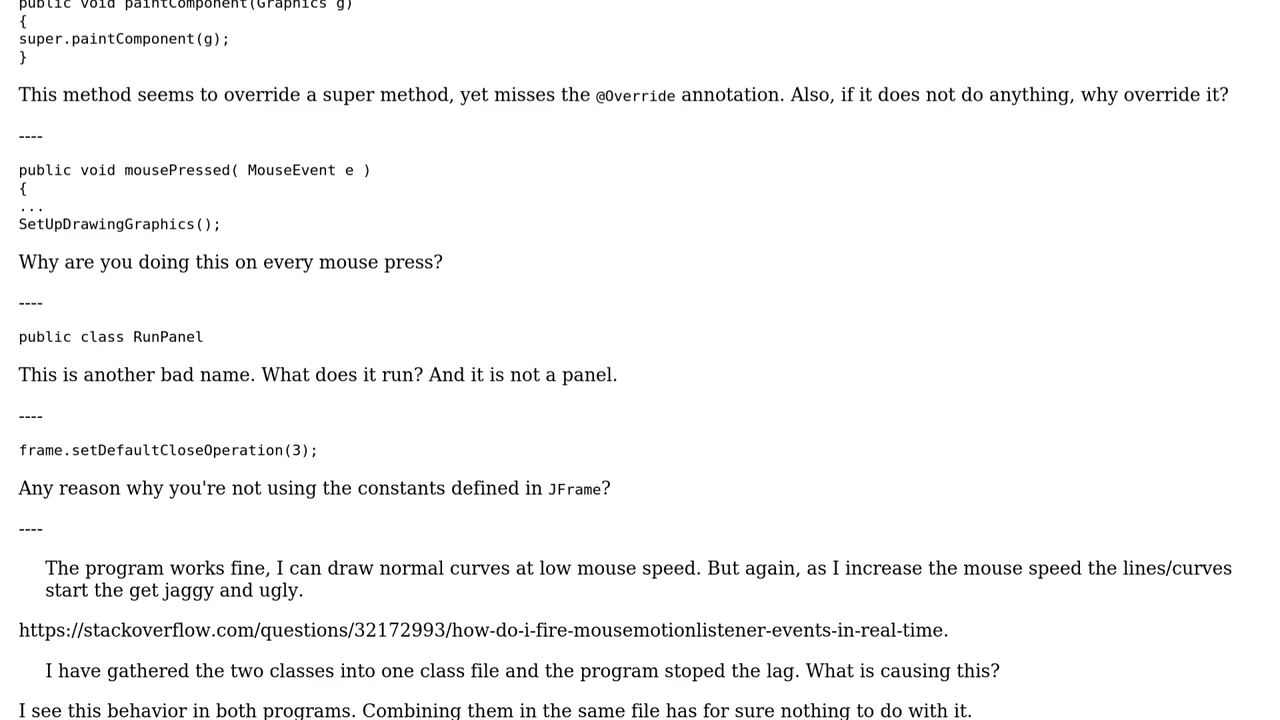 public void paintComponent(Graphics g)
{
super.paintComponent(g);
}
This method seems to override a super method, yet misses the @Override annotation. Also, if it does not do anything, why override it?
----
public void mousePressed( MouseEvent e )
{
...
SetUpDrawingGraphics();
Why are you doing this on every mouse press?
----
public class RunPanel
This is another bad name. What does it run? And it is not a panel.
----
frame.setDefaultCloseOperation(3);
Any reason why you're not using the constants defined in JFrame?
----
The program works fine, I can draw normal curves at low mouse speed. But again, as I increase the mouse speed the lines/curves
start the get jaggy and ugly.
https://stackoverflow.com/questions/32172993/how-do-i-fire-mousemotionlistener-events-in-real-time.
I have gathered the two classes into one class file and the program stoped the lag. What is causing this?
I see this behavior in both programs. Combining them in the same file has for sure nothing to do with it.